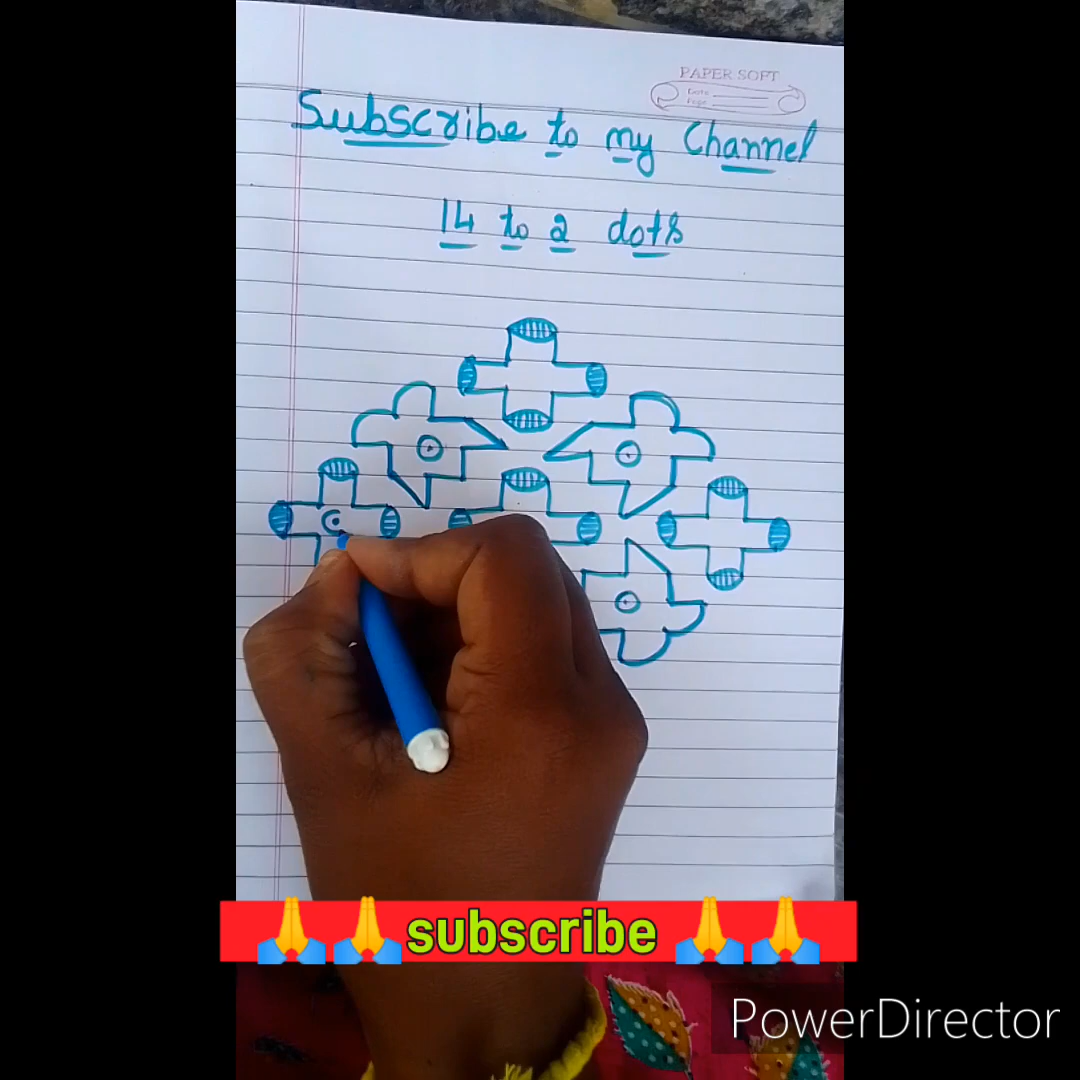 PAPER SOFT
Date
Page
Subscribe to my Channel
14 to 2 dots
🙏🙏subscribe 🙏🙏
PowerDirector